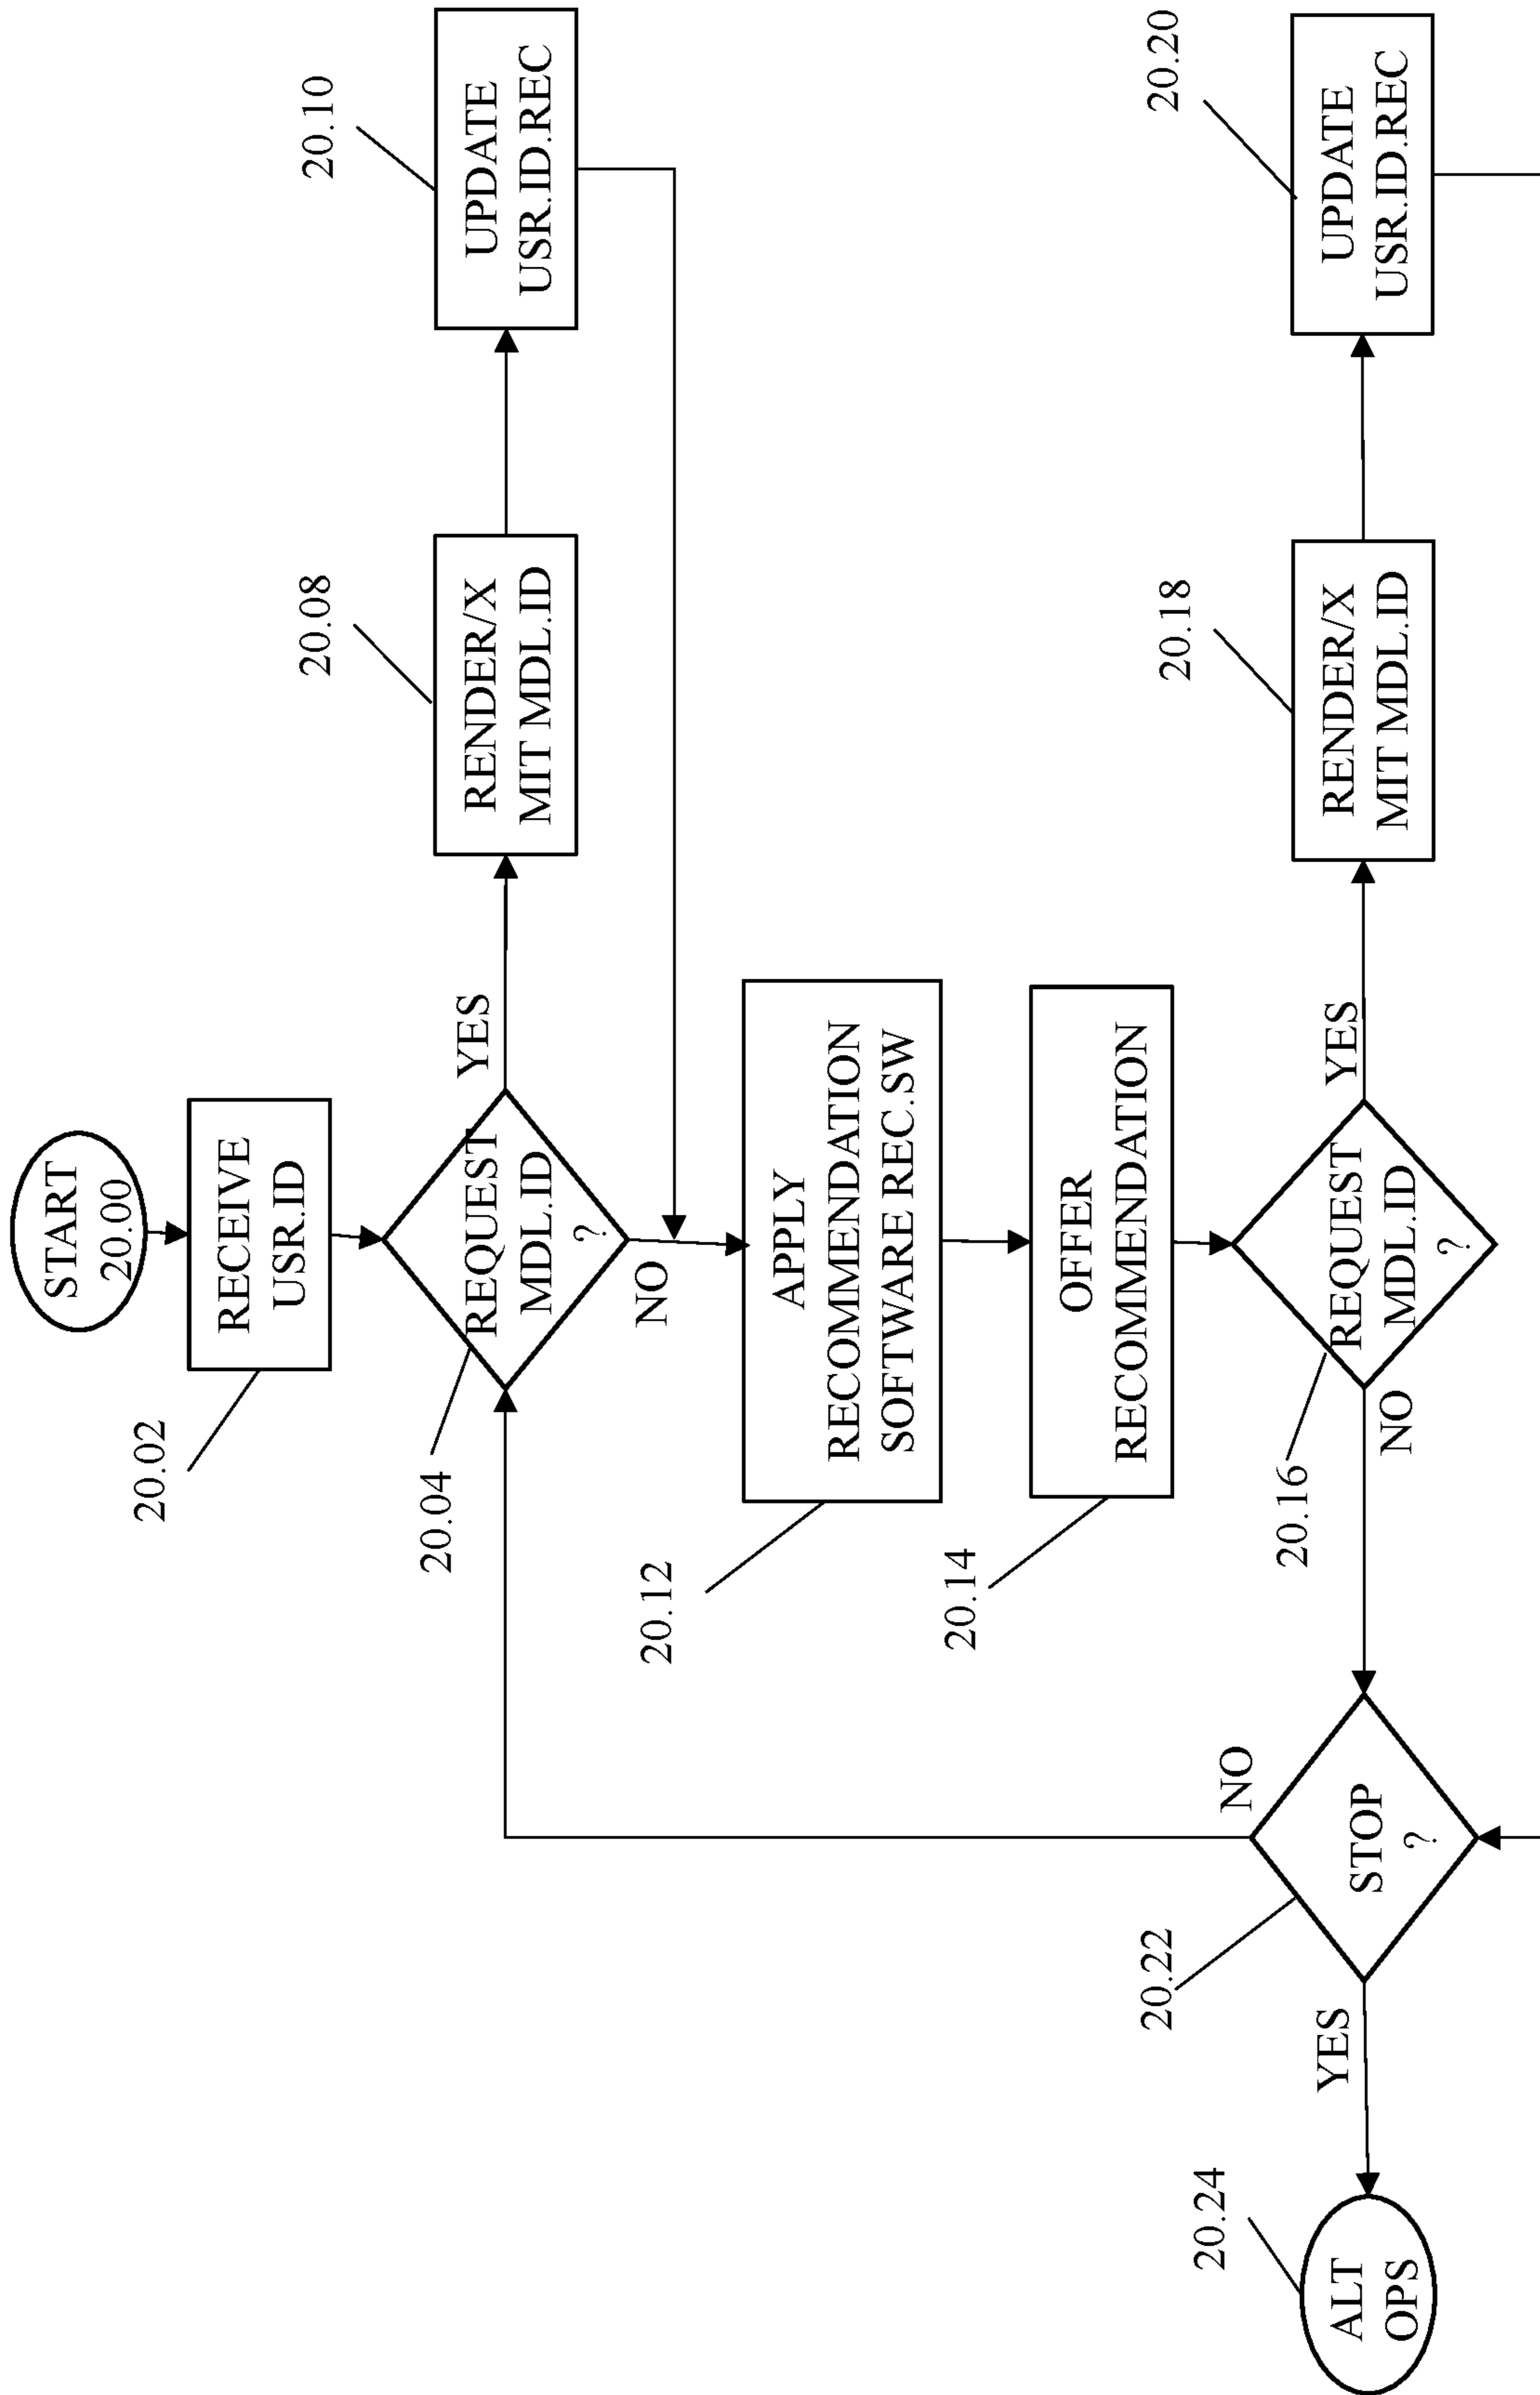 START
20.00
20.02
RECEIVE
USR.ID
20.04
REQUEST
MDL.ID
?
YES
NO
20.08
RENDER/X
MIT MDL.ID
20.10
UPDATE
USR.ID.REC
20.12
APPLY
RECOMMENDATION
SOFTWARE REC.SW
20.14
OFFER
RECOMMENDATION
20.16
REQUEST
MDL.ID
?
YES
NO
20.18
RENDER/X
MIT MDL.ID
20.20
UPDATE
USR.ID.REC
20.22
STOP
?
NO
YES
20.24
ALT
OPS